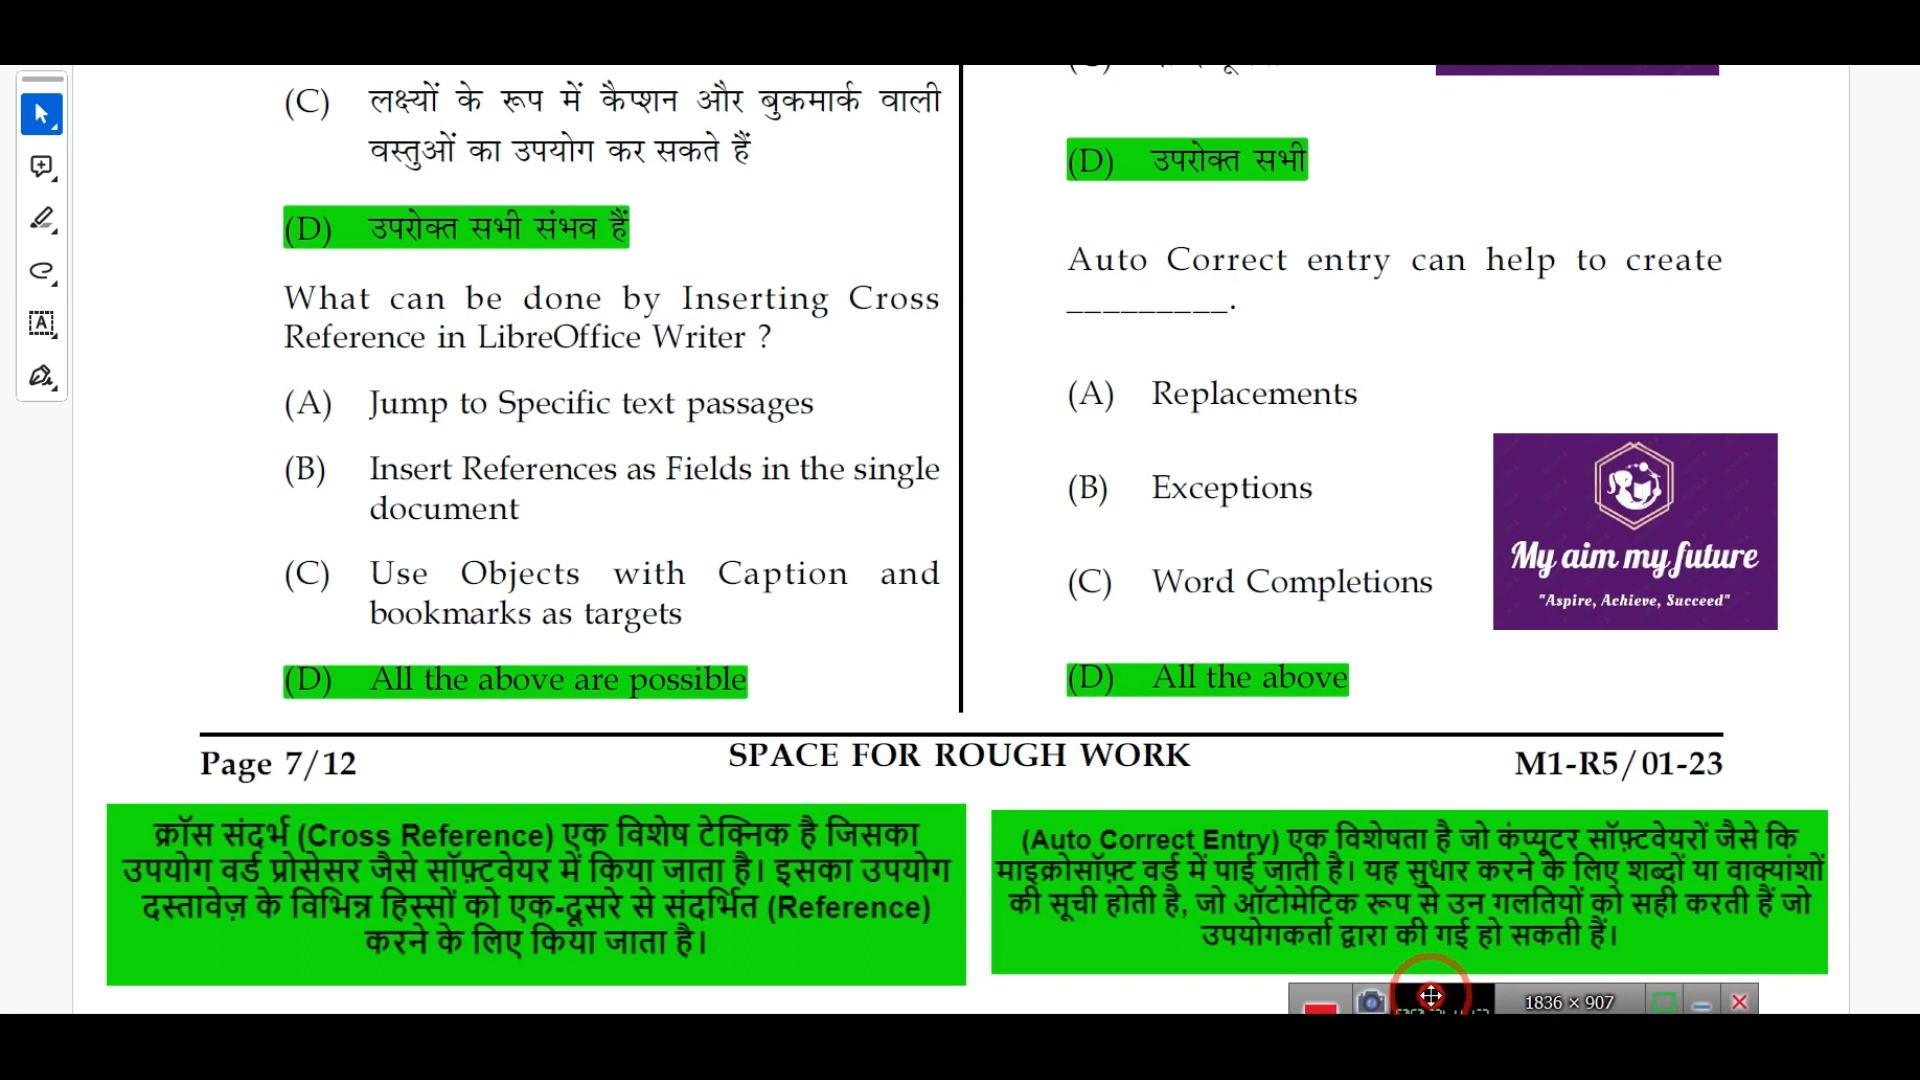 (C) लक्ष्यों के रूप में कैप्शन और बुकमार्क वाली
वस्तुओं का उपयोग कर सकते हैं
(D) उपरोक्त सभी संभव हैं
What can be done by Inserting Cross
Reference in LibreOffice Writer ?
(A) Jump to Specific text passages
(B) Insert References as Fields in the single
document
(C) Use Objects with Caption and
bookmarks as targets
(D) All the above are possible
(D) उपरोक्त सभी
Auto Correct entry can help to create
_________.
(A) Replacements
(B) Exceptions
(C) Word Completions
(D) All the above
My aim my future
"Aspire, Achieve, Succeed"
Page 7/12
SPACE FOR ROUGH WORK
M1-R5/01-23
क्रॉस संदर्भ (Cross Reference) एक विशेष टेक्निक है जिसका
उपयोग वर्ड प्रोसेसर जैसे सॉफ़्टवेयर में किया जाता है। इसका उपयोग
दस्तावेज़ के विभिन्न हिस्सों को एक-दूसरे से संदर्भित (Reference)
करने के लिए किया जाता है।
(Auto Correct Entry) एक विशेषता है जो कंप्यूटर सॉफ़्टवेयरों जैसे कि
माइक्रोसॉफ़्ट वर्ड में पाई जाती है। यह सुधार करने के लिए शब्दों या वाक्यांशों
की सूची होती है, जो ऑटोमेटिक रूप से उन गलतियों को सही करती हैं जो
उपयोगकर्ता द्वारा की गई हो सकती हैं।
1836 × 907